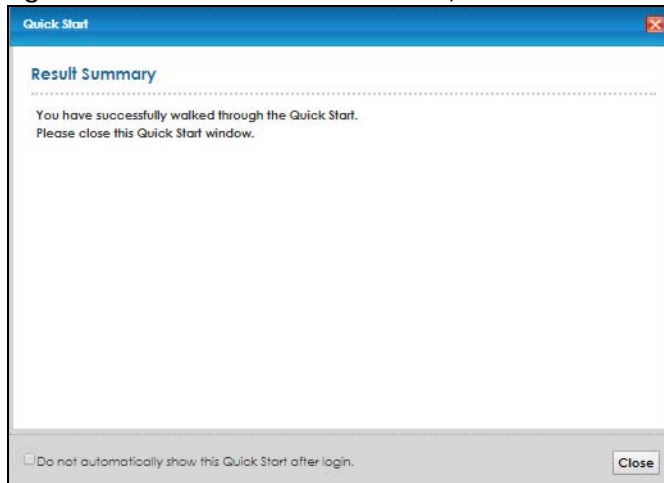 Quick Start
Result Summary
You have successfully walked through the Quick Start.
Please close this Quick Start window.
Do not automatically show this Quick Start after login.
Close